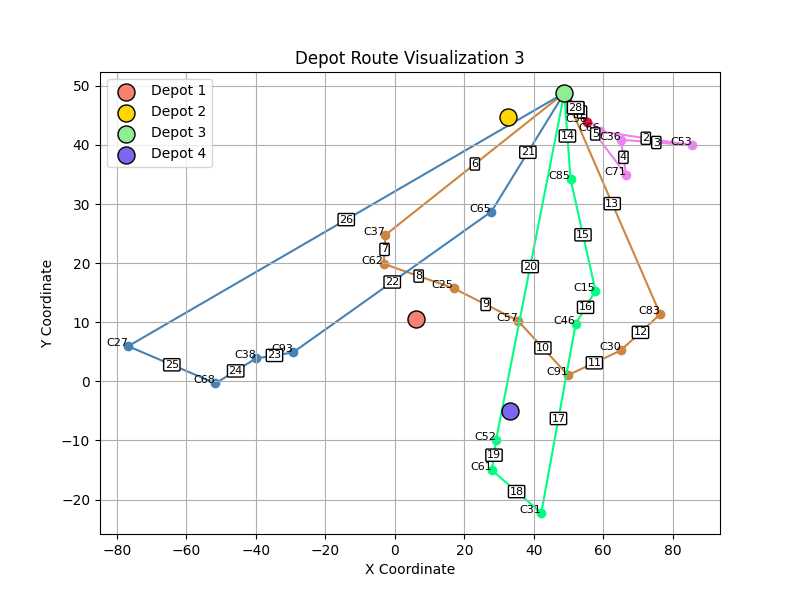 Depot Route Visualization 3
Depot 1
Depot 2
Depot 3
Depot 4
50
40
30
20
10
0
−10
−20
−80
−60
−40
−20
0
20
40
60
80
X Coordinate
Y Coordinate
C36
C53
C71
C85
C65
C37
C62
C25
C57
C15
C46
C83
C30
C91
C27
C38
C93
C68
C52
C61
C31
28
2
3
4
5
6
7
8
9
10
11
12
13
14
15
16
17
18
19
20
21
22
23
24
25
26